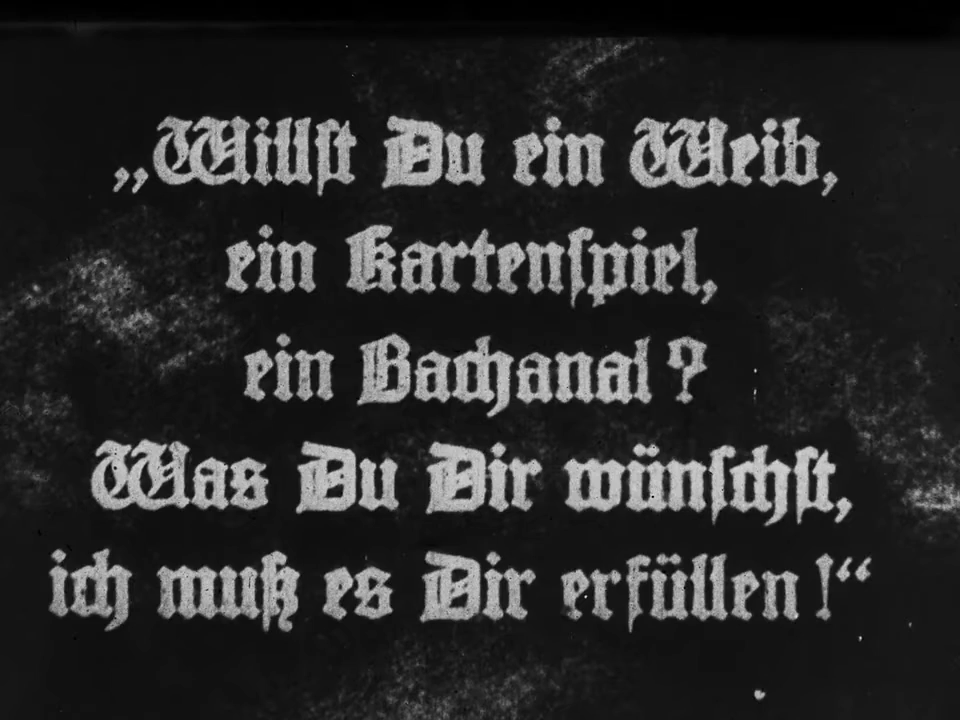 „Willst Du ein Weib,
ein Kartenspiel,
ein Bachanal?
Was Du Dir wünschst,
ich muß es Dir erfüllen!“